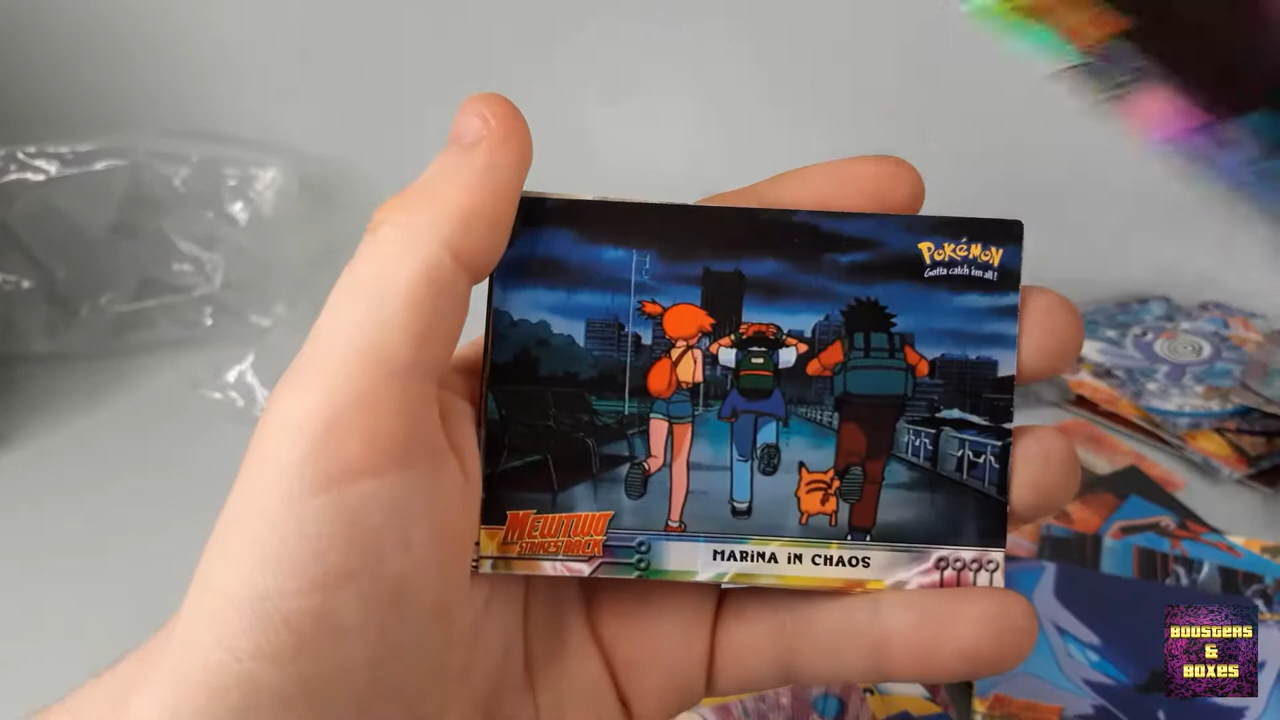 POKéMON
Gotta catch 'em all!
MEWTWO
STRIKES BACK
MARINA IN CHAOS
BOOSTERS
&
BOXES